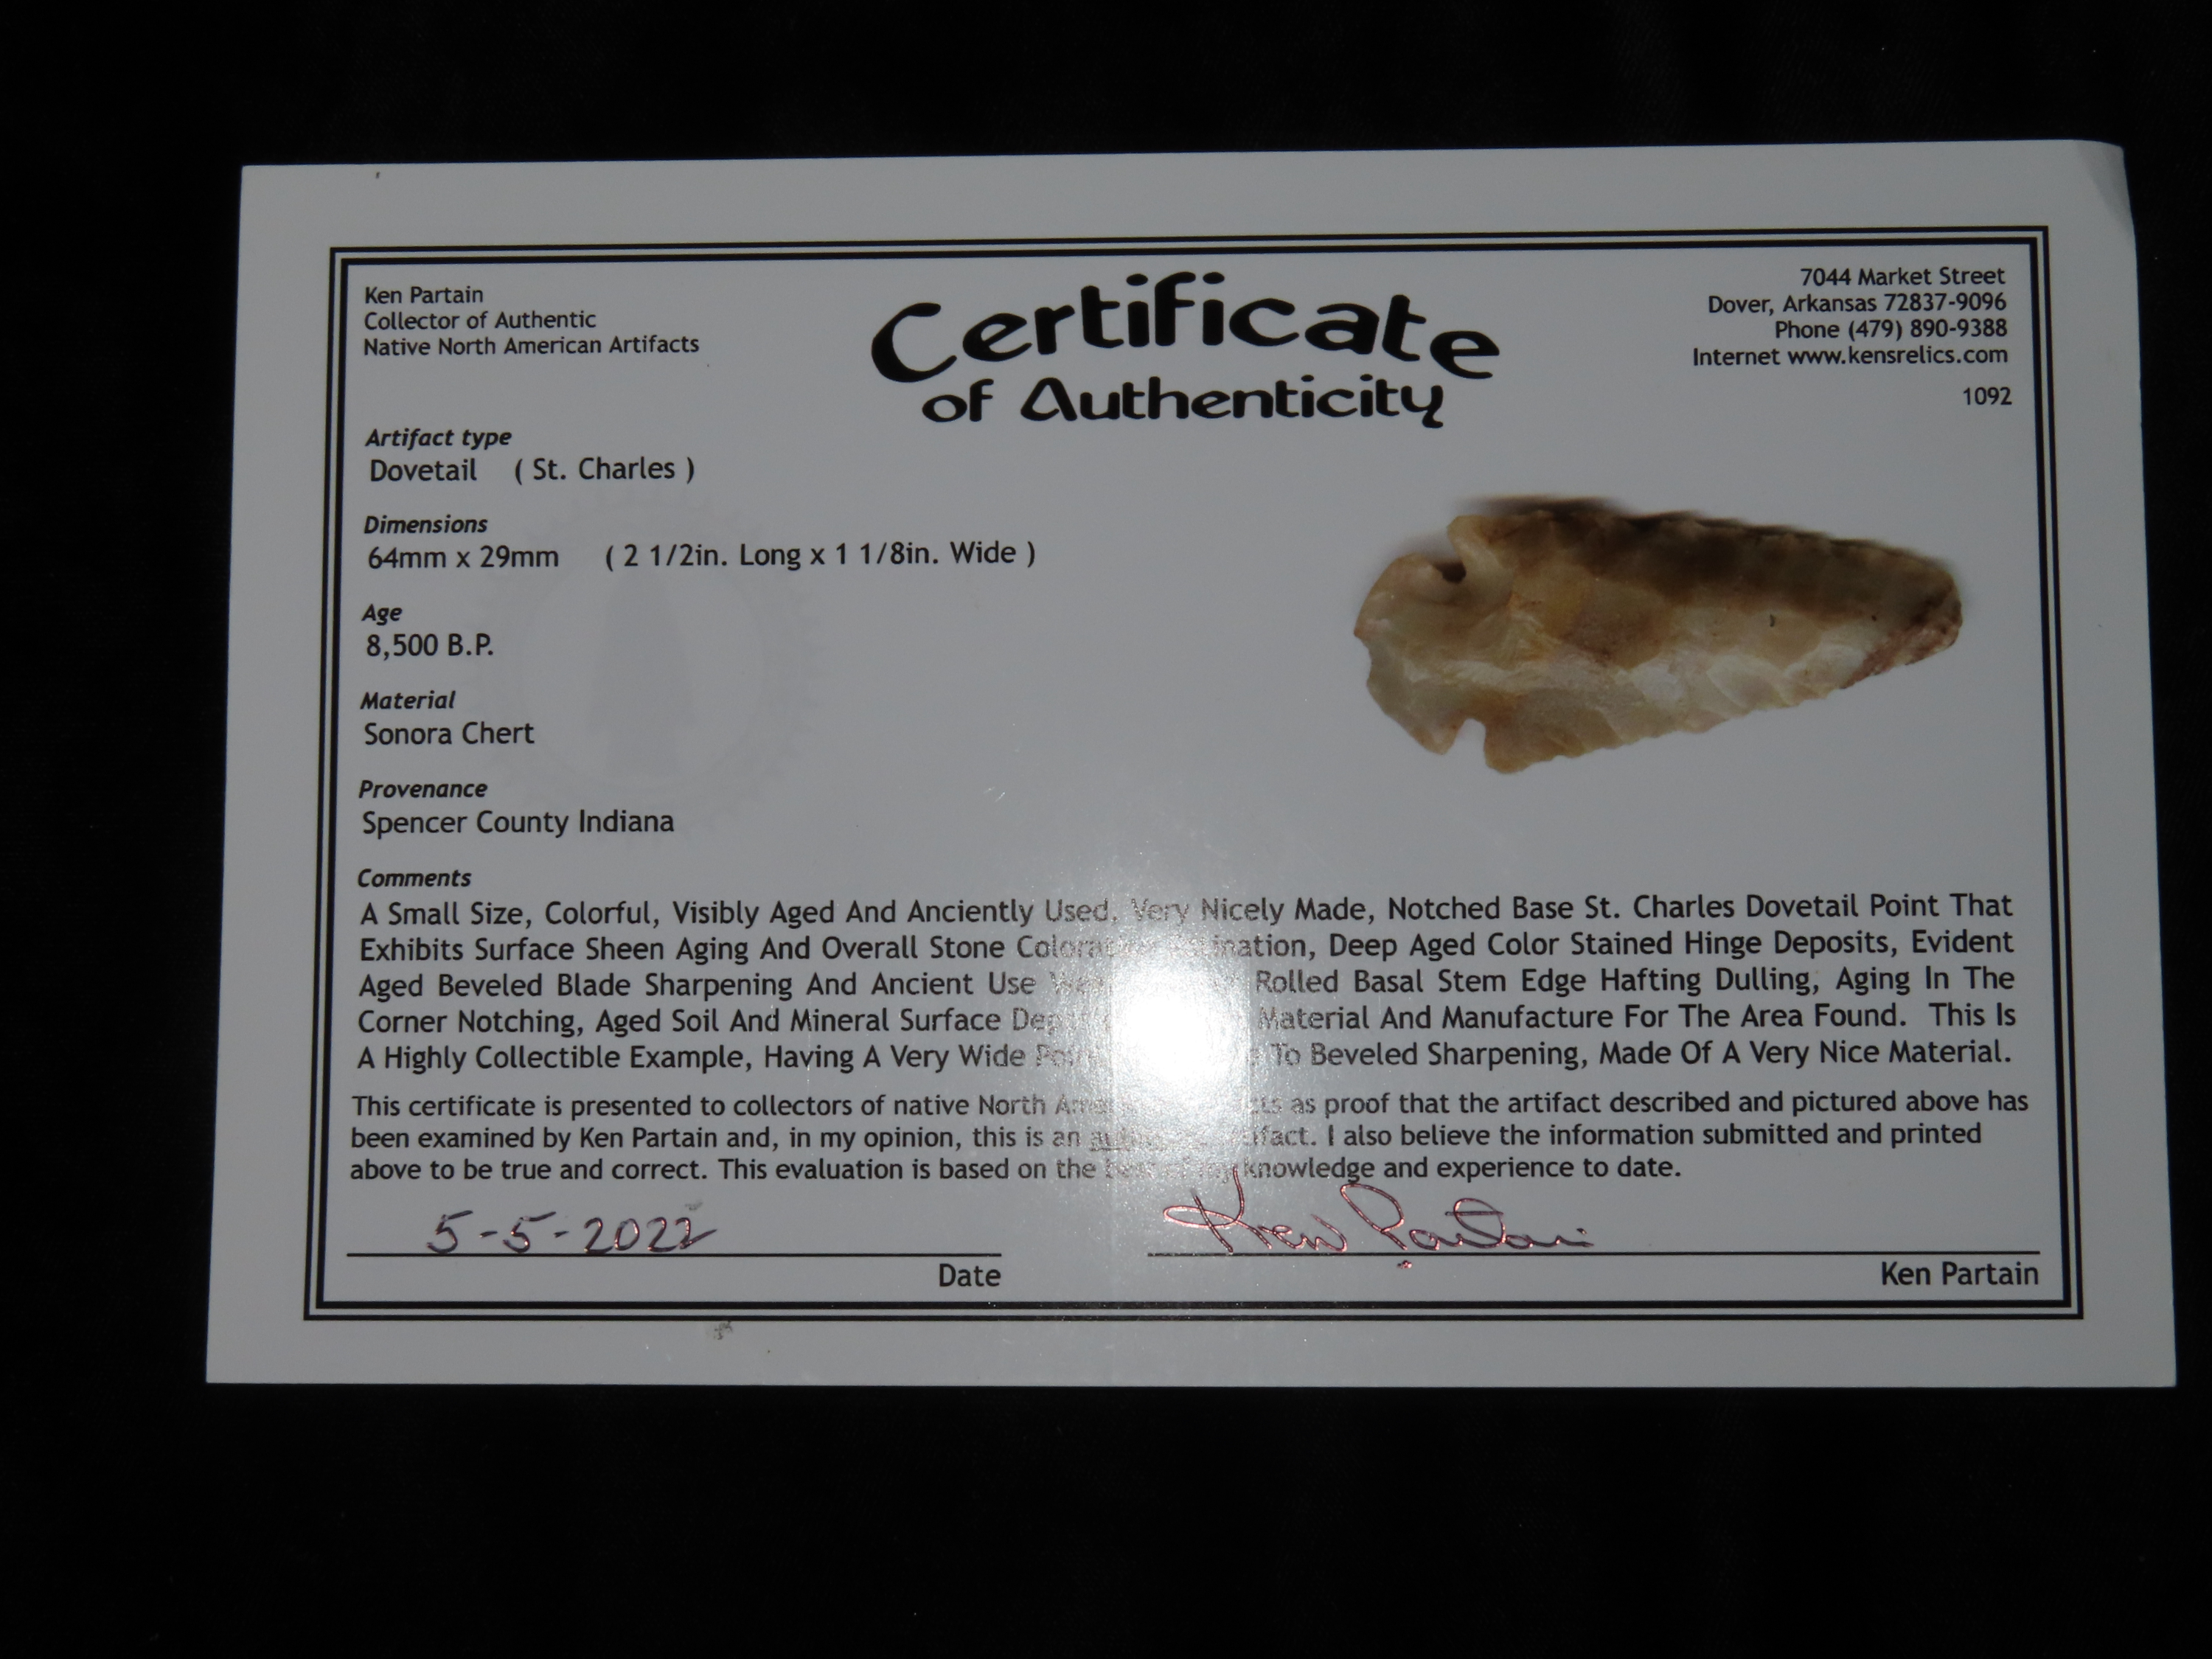 Ken Partain
Collector of Authentic
Native North American Artifacts
Certificate
of Authenticity
7044 Market Street
Dover, Arkansas 72837-9096
Phone (479) 890-9388
Internet www.kensrelics.com
1092
Artifact type
Dovetail ( St. Charles )
Dimensions
64mm x 29mm ( 2 1/2in. Long x 1 1/8in. Wide )
Age
8,500 B.P.
Material
Sonora Chert
Provenance
Spencer County Indiana
Comments
A Small Size, Colorful, Visibly Aged And Anciently Used, Very Nicely Made, Notched Base St. Charles Dovetail Point That
Exhibits Surface Sheen Aging And Overall Stone Deep Aged Color Stained Hinge Deposits, Evident
Aged Beveled Blade Sharpening And Ancient Use Rolled Basal Stem Edge Hafting Dulling, Aging In The
Corner Notching, Aged Soil And Mineral Surface Material And Manufacture For The Area Found. This Is
A Highly Collectible Example, Having A Very Wide To Beveled Sharpening, Made Of A Very Nice Material.
This certificate is presented to collectors of native North as proof that the artifact described and pictured above has
been examined by Ken Partain and, in my opinion, this is an I also believe the information submitted and printed
above to be true and correct. This evaluation is based on the best of my knowledge and experience to date.
5-5-2022 Ken Partain
Date Ken Partain